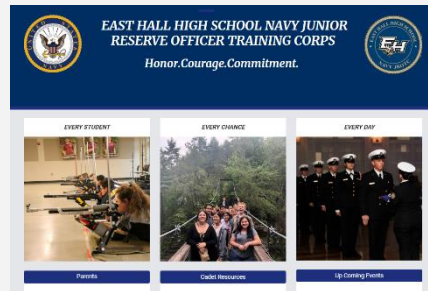 EAST HALL HIGH SCHOOL NAVY JUNIOR
RESERVE OFFICER TRAINING CORPS
Honor.Courage.Commitment.
EVERY STUDENT
EVERY CHANCE
EVERY DAY
Parents
Cadet Resources
Up Coming Events